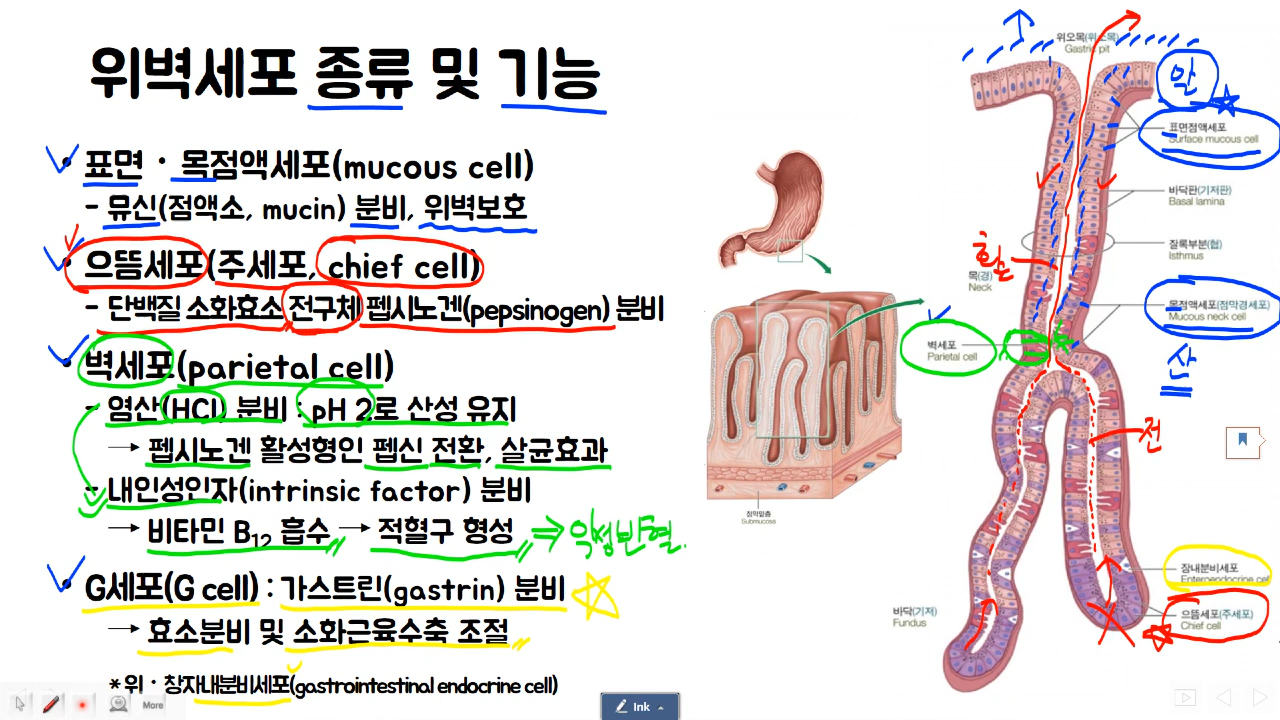 위벽세포 종류 및 기능
• 표면 · 목점액세포(mucous cell)
- 뮤신(점액소, mucin) 분비, 위벽보호
• 으뜸세포(주세포, chief cell)
- 단백질 소화효소 전구체 펩시노겐(pepsinogen) 분비
• 벽세포(parietal cell)
- 염산(HCl) 분비 : pH 2로 산성 유지
→ 펩시노겐 활성형인 펩신 전환, 살균효과
- 내인성인자(intrinsic factor) 분비
→ 비타민 B12 흡수 → 적혈구 형성 ⇒ 악성빈혈.
• G세포(G cell) : 가스트린(gastrin) 분비
→ 효소분비 및 소화근육수축 조절
* 위 : 창자내분비세포(gastrointestinal endocrine cell)
위오목(위소목)
Gastric pit
암
표면점액세포
Surface mucous cell
바닥판(기저판)
Basal lamina
잘록부분(협)
Isthmus
활
목(경)
Neck
목점액세포(점막경세포)
Mucous neck cell
벽세포
Parietal cell
산
전
점막밑층
Submucosa
장내분비세포
Enteroendocrine cell
바닥(기저)
Fundus
으뜸세포(주세포)
Chief cell
More
Ink